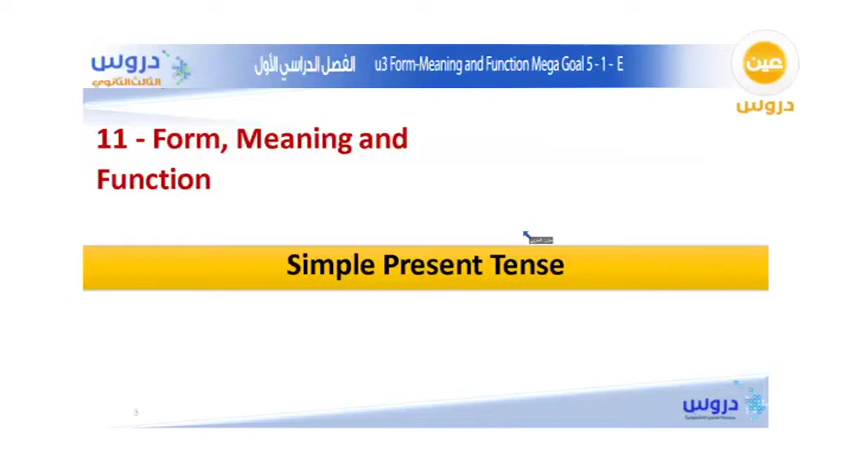 دروس
الثالث الثانوي
الفصل الدراسي الأول
u3 Form-Meaning and Function Mega Goal 5 - 1 - E
عين
دروس
11 - Form, Meaning and
Function
Simple Present Tense
3
دروس